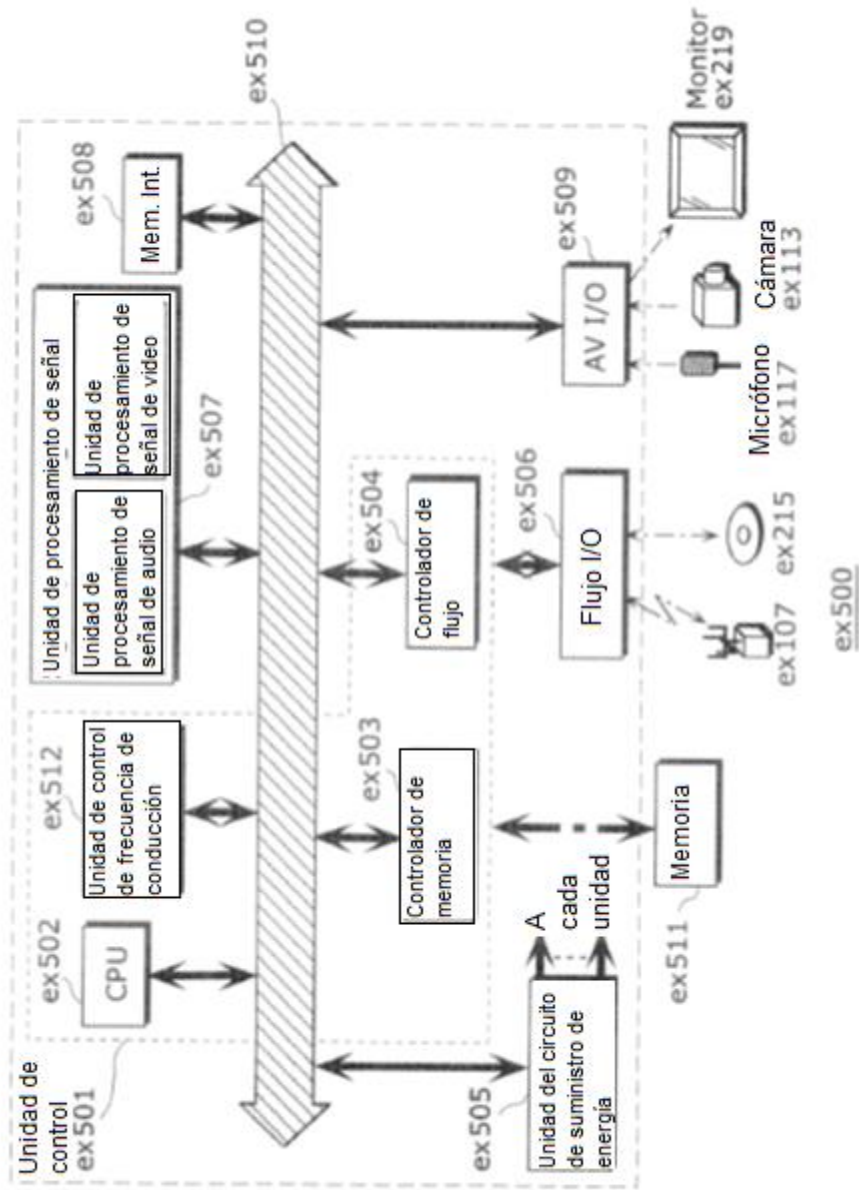 Unidad de
control
ex501
ex502
CPU
ex512
Unidad de control
de frecuencia de
conducción
Unidad de procesamiento de señal
Unidad de
procesamiento de
señal de audio
Unidad de
procesamiento de
señal de video
ex507
ex508
Mem. Int.
ex510
ex503
Controlador de
memoria
ex504
Controlador de
flujo
ex505
Unidad del circuito
de suministro de
energía
A
cada
unidad
ex506
Flujo I/O
ex509
AV I/O
Memoria
ex511
ex107
ex215
Micrófono
ex117
Cámara
ex113
Monitor
ex219
ex500